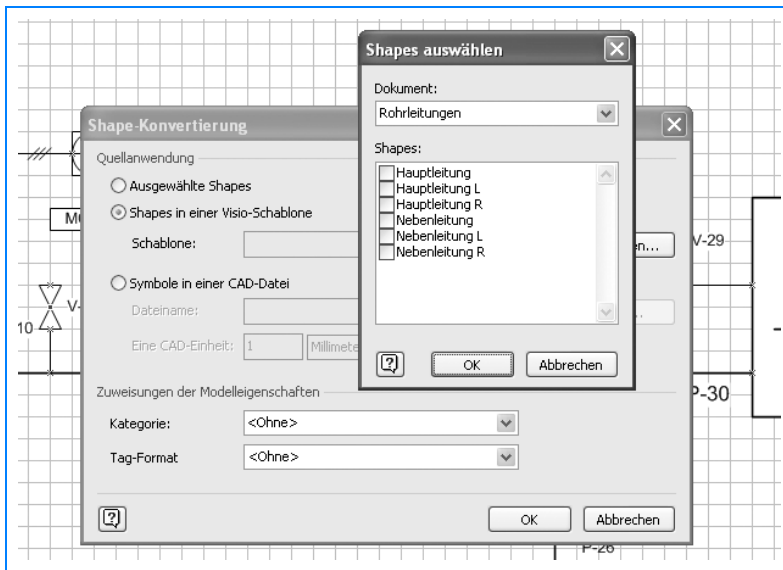 Shapes auswählen
Dokument:
Rohrleitungen
Shapes:
Hauptleitung
Hauptleitung L
Hauptleitung R
Nebenleitung
Nebenleitung L
Nebenleitung R
OK
Abbrechen
Shape-Konvertierung
Quellanwendung
Ausgewählte Shapes
Shapes in einer Visio-Schablone
Schablone:
n...
Symbole in einer CAD-Datei
Dateiname:
Eine CAD-Einheit:
1
Millimete
Zuweisungen der Modelleigenschaften
Kategorie:
<Ohne>
Tag-Format
<Ohne>
OK
Abbrechen
V-29
10
P-30
P-26